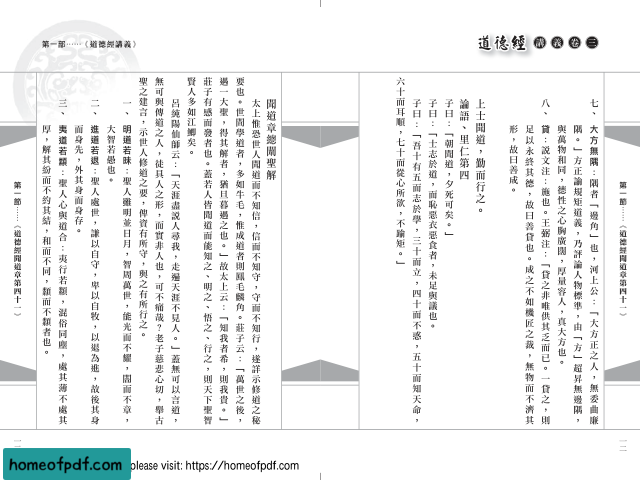 道德經 講義卷三
七、大方無隅：隅者「邊角」也，河上公：「大方正之人，無委曲廉
隅。」方正論規矩道義，乃評論人物標準，由「方」超昇無邊隅，
與萬物和同，德性之心胸廣闊，厚量容人，真大方也。
八、貸：說文注：施也。王弼注：「貸之非唯供其乏而已。一貸之，則
足以永終其德，故曰善貸也。成之不如機匠之裁，無物而不濟其
形，故曰善成。
上士聞道，勤而行之。
論語、里仁第四
子曰：「朝聞道，夕死可矣。」
子曰：「士志於道，而恥惡衣惡食者，未足與議也。
子曰：「吾十有五而志於學，三十而立，四十而不惑，五十而知天命，
六十而耳順，七十而從心所欲，不踰矩。」
第一節……《道德經聞道章第四十一》
第一部……《道德經講義》
聞道章總關聖解
太上惟恐世人聞道而不知信，信而不知守，守而不知行，遂詳示修道之秘
要也。世間學道者，多如牛毛，惟成道者則鳳毛麟角。莊子云：「萬世之後，
遇一大聖，得其解者，猶旦暮遇之也。」故太上云：「知我者希，則我貴。」
莊子有感而發者也。蓋若人皆聞道而能知之、明之、悟之、行之，則天下聖智
賢人多如江鯽矣。
呂純陽仙師云：「天涯盡說人尋我，走遍天涯不見人。」蓋無可以言道，
無可與傳道之人，徒具人之形，而實非人也，可不痛哉？老子慈悲心切，舉古
聖之建言，示世人修道之要，俾資有所守，與之有所行之。
一、明道若昧：聖人雖明並日月，智周萬世，能光而不耀，闇而不章，
大智若愚也。
二、進道若退：聖人處世，謙以自守，卑以自牧，以退為進，故後其身
而身先，外其身而身存。
三、夷道若纇：聖人心與道合：夷行若纇，混俗同塵，處其薄不處其
厚，解其紛而不約其結，和而不同，纇而不纇者也。
第一節……《道德經聞道章第四十一》
homeofpdf.com
please visit: https://homeofpdf.com